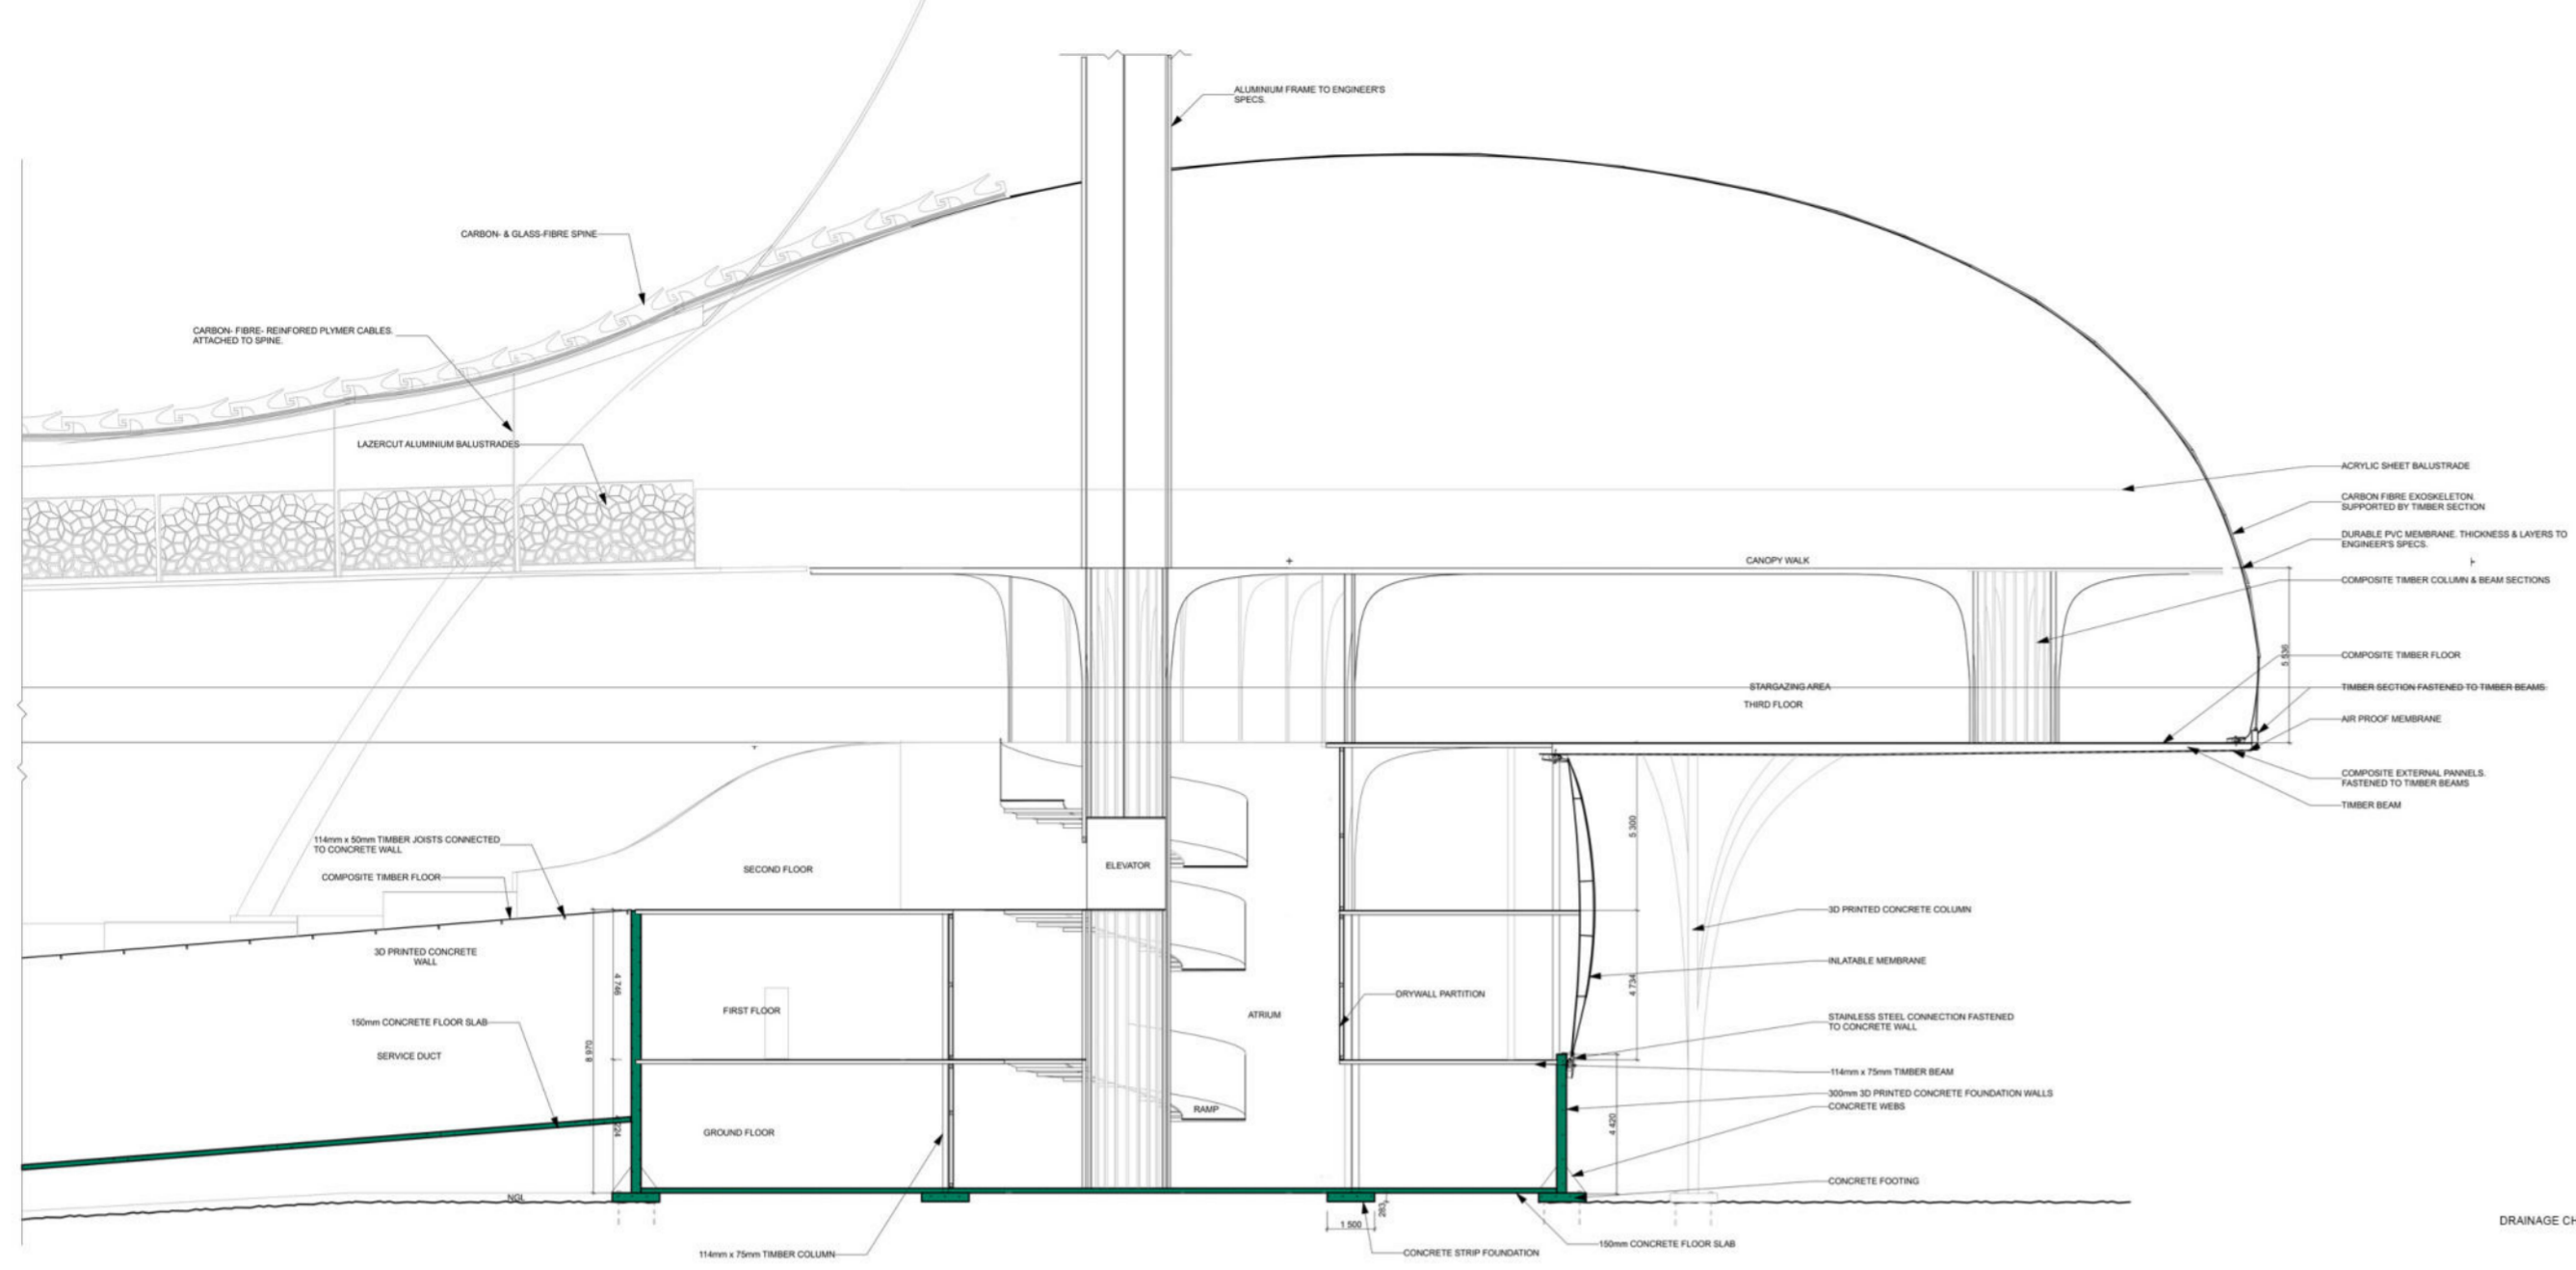 ALUMINIUM FRAME TO ENGINEER'S
SPECS.
CARBON- & GLASS-FIBRE SPINE
CARBON- FIBRE- REINFORED PLYMER CABLES.
ATTACHED TO SPINE.
LAZERCUT ALUMINIUM BALUSTRADES
ACRYLIC SHEET BALUSTRADE
CARBON FIBRE EXOSKELETON.
SUPPORTED BY TIMBER SECTION
DURABLE PVC MEMBRANE. THICKNESS & LAYERS TO
ENGINEER'S SPECS.
CANOPY WALK
COMPOSITE TIMBER COLUMN & BEAM SECTIONS
5 536
COMPOSITE TIMBER FLOOR
STARGAZING AREA
TIMBER SECTION FASTENED TO TIMBER BEAMS
THIRD FLOOR
AIR PROOF MEMBRANE
COMPOSITE EXTERNAL PANNELS.
FASTENED TO TIMBER BEAMS
TIMBER BEAM
114mm x 50mm TIMBER JOISTS CONNECTED
TO CONCRETE WALL
5 300
COMPOSITE TIMBER FLOOR
SECOND FLOOR
ELEVATOR
3D PRINTED CONCRETE COLUMN
3D PRINTED CONCRETE
WALL
INLATABLE MEMBRANE
4 746
4 734
DRYWALL PARTITION
FIRST FLOOR
ATRIUM
150mm CONCRETE FLOOR SLAB
STAINLESS STEEL CONNECTION FASTENED
TO CONCRETE WALL
SERVICE DUCT
8 970
114mm x 75mm TIMBER BEAM
300mm 3D PRINTED CONCRETE FOUNDATION WALLS
CONCRETE WEBS
RAMP
4 420
GROUND FLOOR
CONCRETE FOOTING
NGL
283
1 500
DRAINAGE CH
150mm CONCRETE FLOOR SLAB
114mm x 75mm TIMBER COLUMN
CONCRETE STRIP FOUNDATION